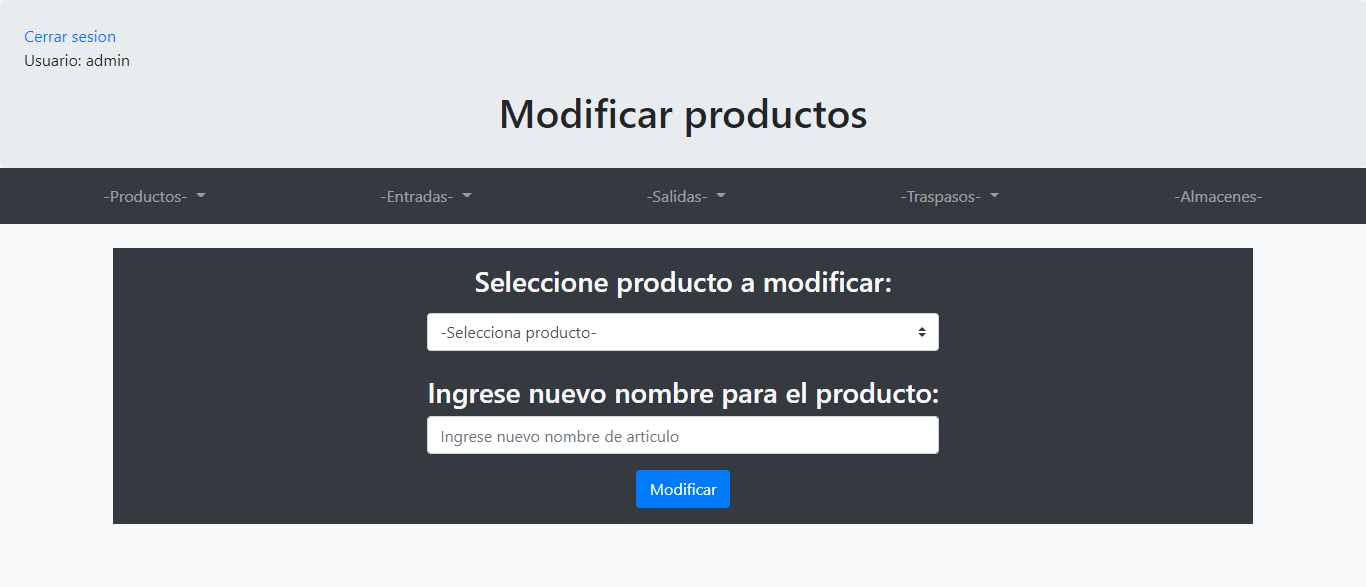 Cerrar sesion
Usuario: admin
Modificar productos
-Productos- -Entradas- -Salidas- -Traspasos- -Almacenes-
Seleccione producto a modificar:
-Selecciona producto-
Ingrese nuevo nombre para el producto:
Ingrese nuevo nombre de articulo
Modificar